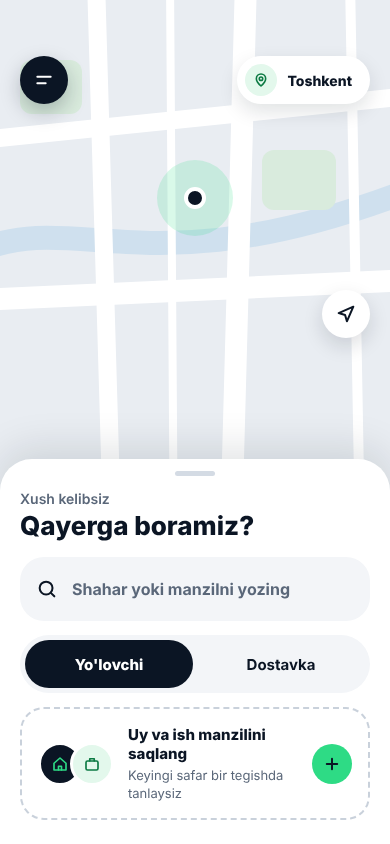 Toshkent
Xush kelibsiz
Qayerga boramiz?
Shahar yoki manzilni yozing
Yo'lovchi
Dostavka
Uy va ish manzilini
saqlang
Keyingi safar bir tegishda
tanlaysiz